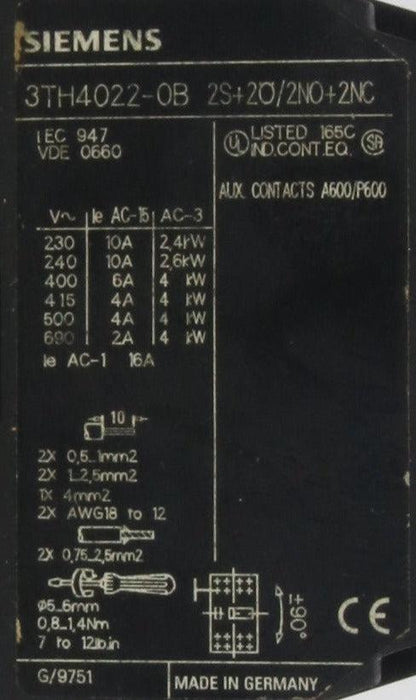 SIEMENS
3TH4022-0B 2S+2Ö/2NO+2NC
IEC 947
VDE 0660
UL LISTED 165C
IND.CONT.EQ. SA
AUX. CONTACTS A600/P600
V~ Ie AC-15 AC-3
230 10A 2,4kW
240 10A 2,6kW
400 6A 4 kW
415 4A 4 kW
500 4A 4 kW
690 2A 4 kW
Ie AC-1 16A
10
2X 0,5...1mm2
2X 1...2,5mm2
1X 4mm2
2X AWG18 to 12
2X 0,75...2,5mm2
Ø5...6mm
0,8...1,4Nm
7 to 12lb.in
±90°
CE
G/9751
MADE IN GERMANY